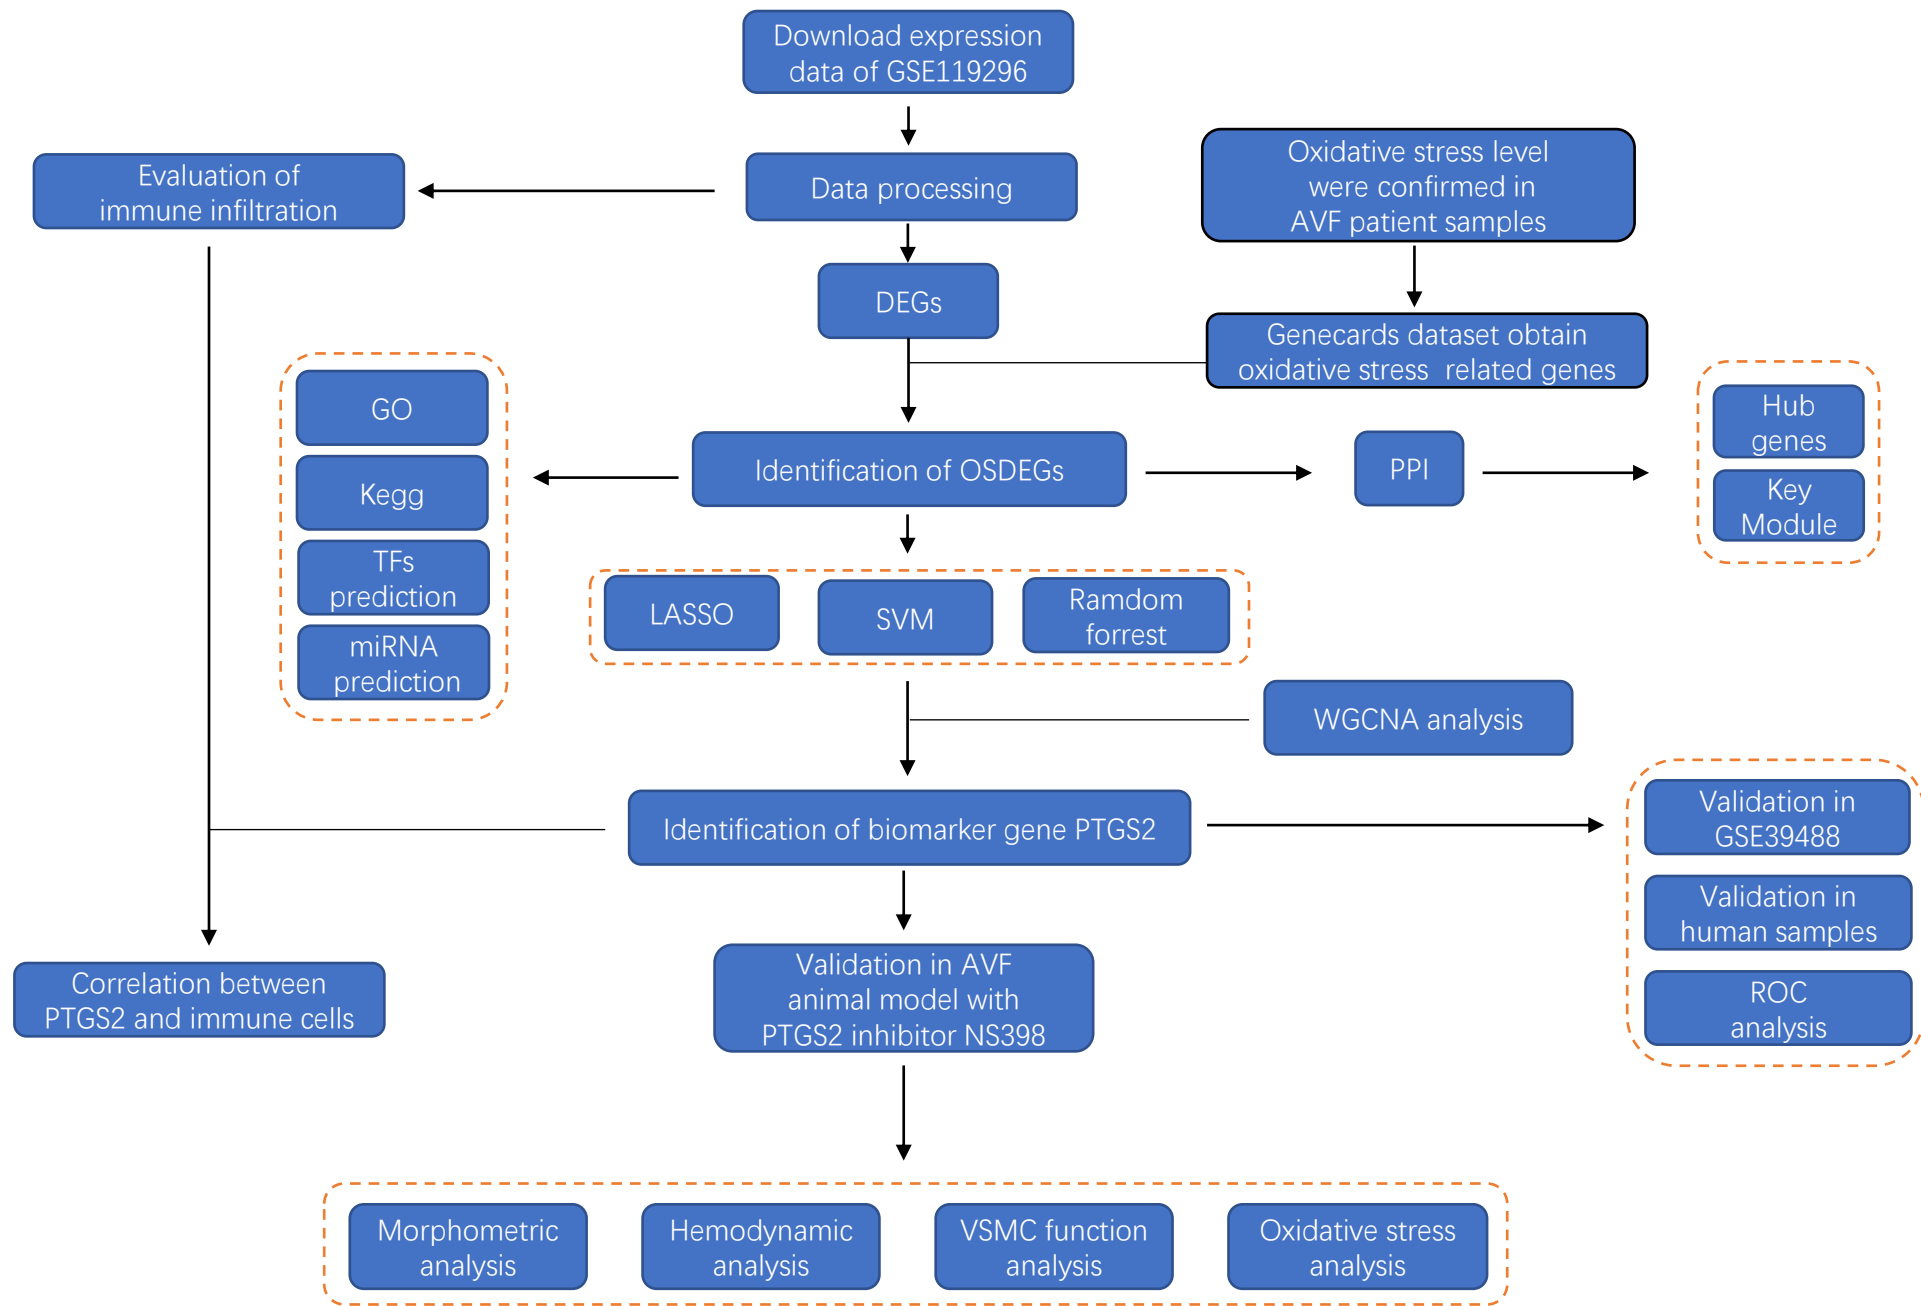 Download expression
data of GSE119296
Evaluation of
immune infiltration
Data processing
Oxidative stress level
were confirmed in
AVF patient samples
DEGs
Genecards dataset obtain
oxidative stress related genes
GO
Kegg
TFs
prediction
miRNA
prediction
Identification of OSDEGs
PPI
Hub
genes
Key
Module
LASSO
SVM
Ramdom
forrest
WGCNA analysis
Identification of biomarker gene PTGS2
Validation in
GSE39488
Validation in
human samples
ROC
analysis
Correlation between
PTGS2 and immune cells
Validation in AVF
animal model with
PTGS2 inhibitor NS398
Morphometric
analysis
Hemodynamic
analysis
VSMC function
analysis
Oxidative stress
analysis